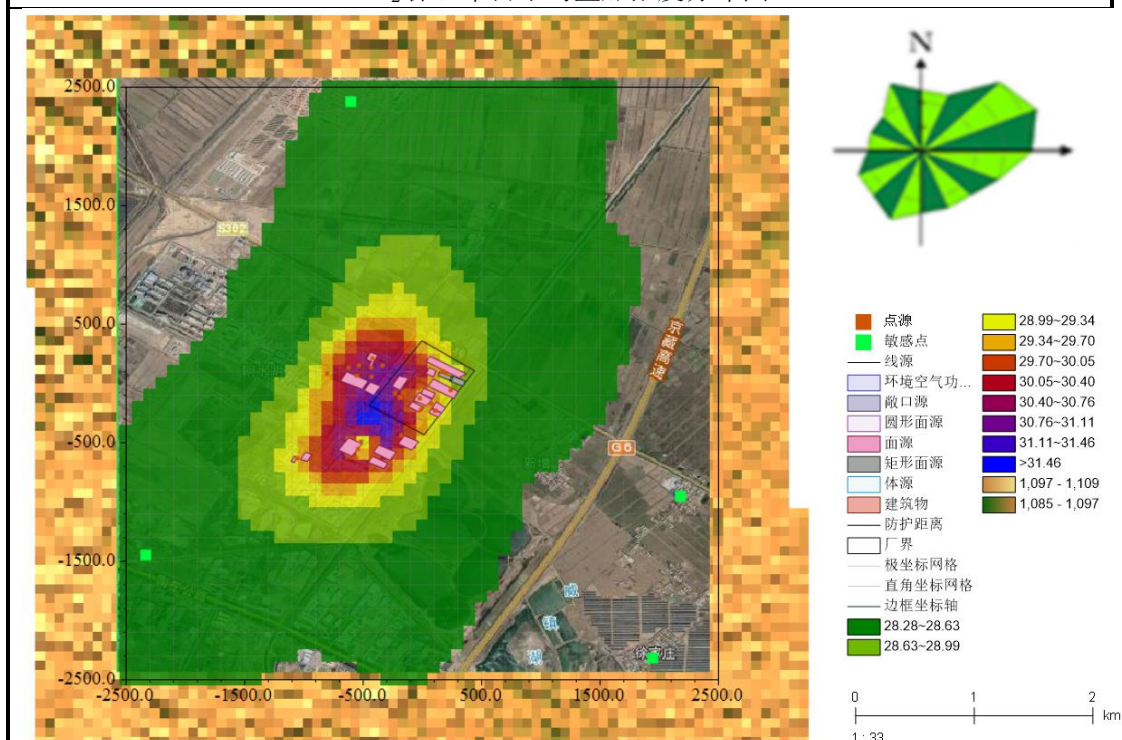 N
2500.0
1500.0
500.0
-500.0
-1500.0
-2500.0
-2500.0
-1500.0
-500.0
500.0
1500.0
2500.0
S302
京藏高速
G6
威
镇
湖
点源
敏感点
线源
环境空气功...
敞口源
圆形面源
面源
矩形面源
体源
建筑物
防护距离
厂界
极坐标网格
直角坐标网格
边框坐标轴
28.28~28.63
28.63~28.99
28.99~29.34
29.34~29.70
29.70~30.05
30.05~30.40
30.40~30.76
30.76~31.11
31.11~31.46
>31.46
1,097 - 1,109
1,085 - 1,097
0
1
2
km